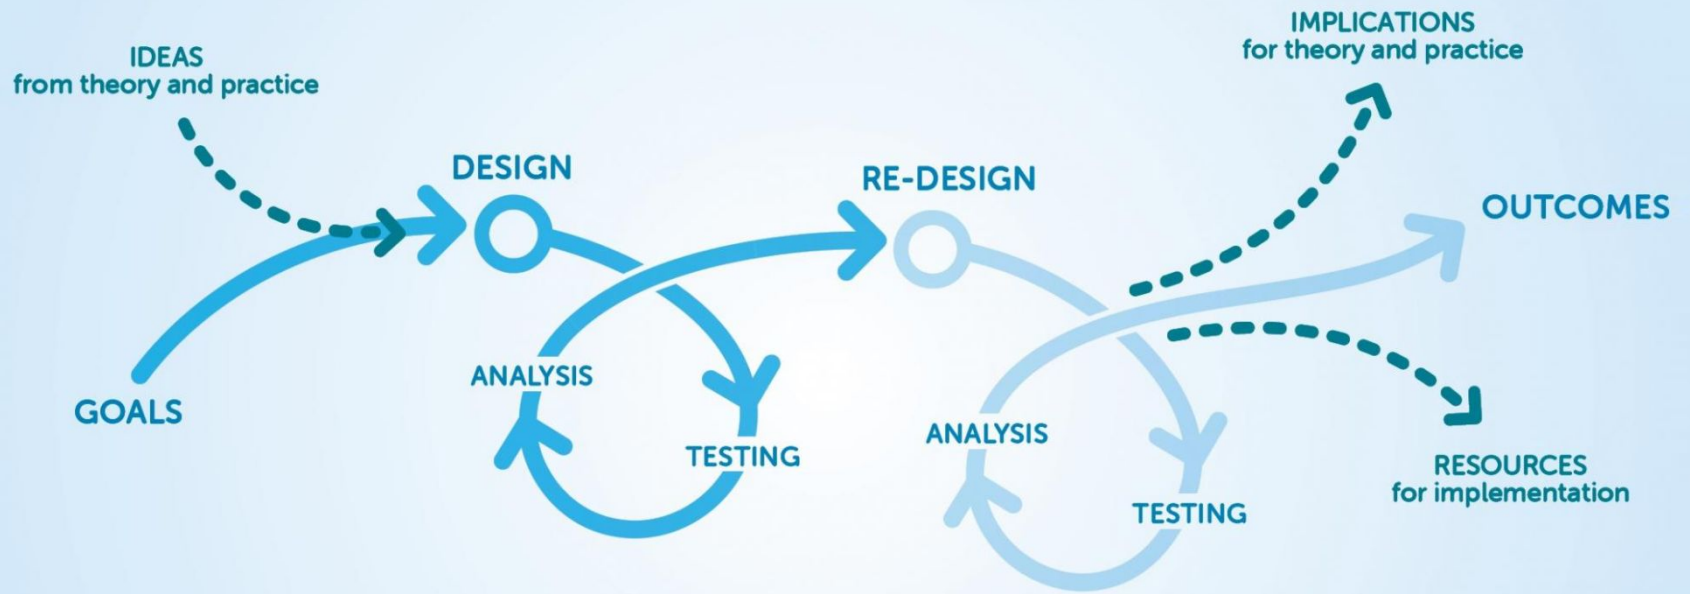 IDEAS
from theory and practice
GOALS
DESIGN
ANALYSIS
TESTING
RE-DESIGN
ANALYSIS
TESTING
IMPLICATIONS
for theory and practice
OUTCOMES
RESOURCES
for implementation